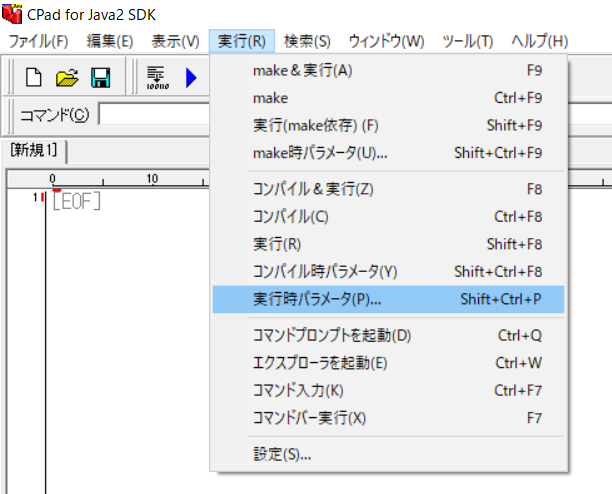 CPad for Java2 SDK
ファイル(F) 編集(E) 表示(V) 実行(R) 検索(S) ウィンドウ(W) ツール(T) ヘルプ(H)
コマンド(C)
[新規1]
0 10
1 [EOF]
make＆実行(A) F9
make Ctrl+F9
実行(make依存) (F) Shift+F9
make時パラメータ(U)... Shift+Ctrl+F9
コンパイル＆実行(Z) F8
コンパイル(C) Ctrl+F8
実行(R) Shift+F8
コンパイル時パラメータ(Y) Shift+Ctrl+F8
実行時パラメータ(P)... Shift+Ctrl+P
コマンドプロンプトを起動(D) Ctrl+Q
エクスプローラを起動(E) Ctrl+W
コマンド入力(K) Ctrl+F7
コマンドバー実行(X) F7
設定(S)...